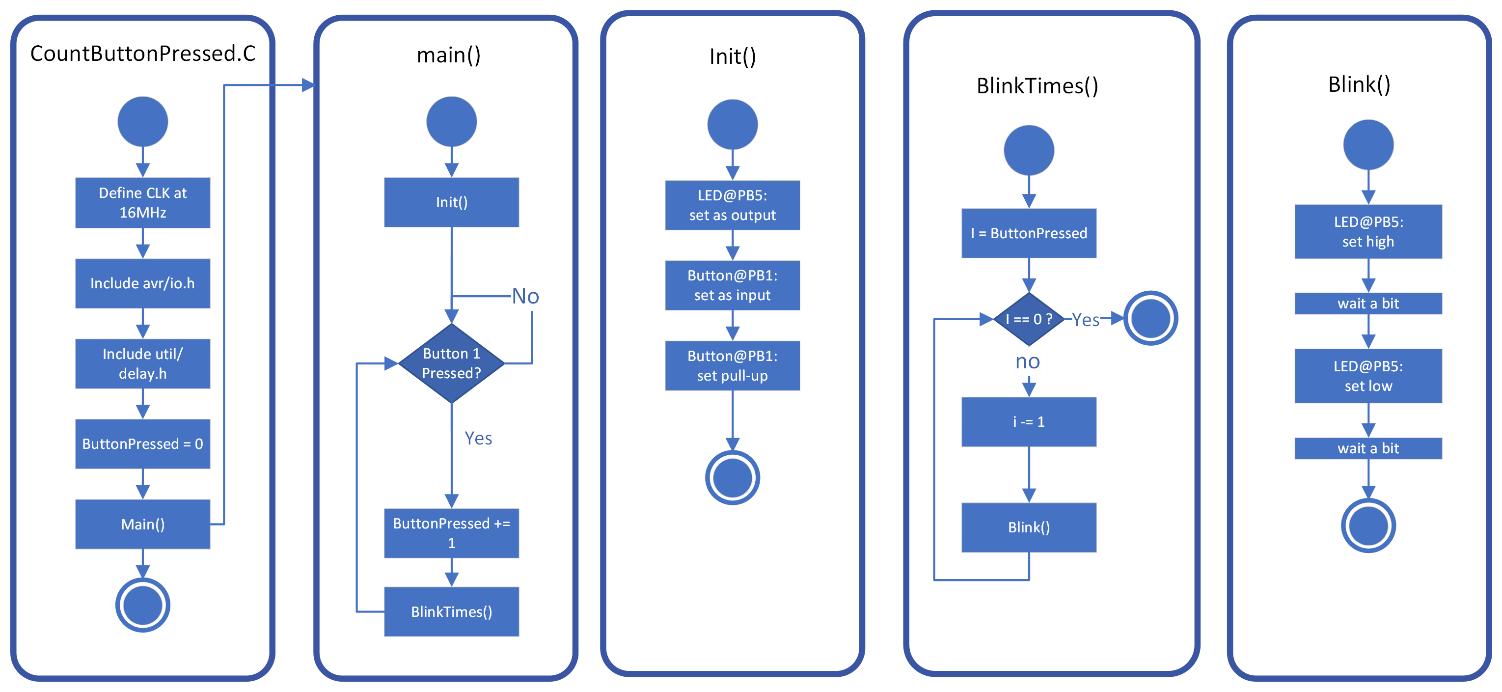 CountButtonPressed.C
Define CLK at
16MHz
Include avr/io.h
Include util/
delay.h
ButtonPressed = 0
Main()
main()
Init()
No
Button 1
Pressed?
Yes
ButtonPressed +=
1
BlinkTimes()
Init()
LED@PB5:
set as output
Button@PB1:
set as input
Button@PB1:
set pull-up
BlinkTimes()
I = ButtonPressed
I == 0 ?
Yes
no
i -= 1
Blink()
Blink()
LED@PB5:
set high
wait a bit
LED@PB5:
set low
wait a bit